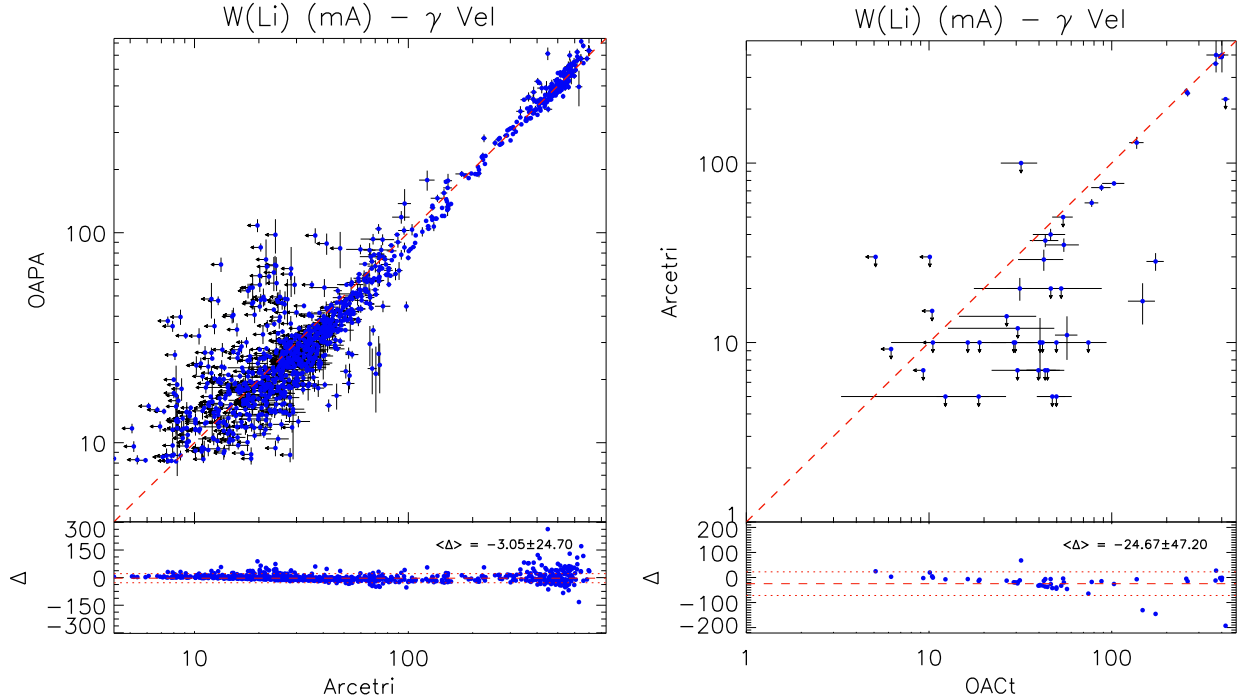 W(Li) (mA) − γ Vel
OAPA
100
10
10
100
300
150
0
−150
−300
Δ
<Δ> = −3.05±24.70
10
100
Arcetri
W(Li) (mA) − γ Vel
Arcetri
100
10
1
200
100
0
−100
−200
Δ
<Δ> = −24.67±47.20
1
10
100
OACt